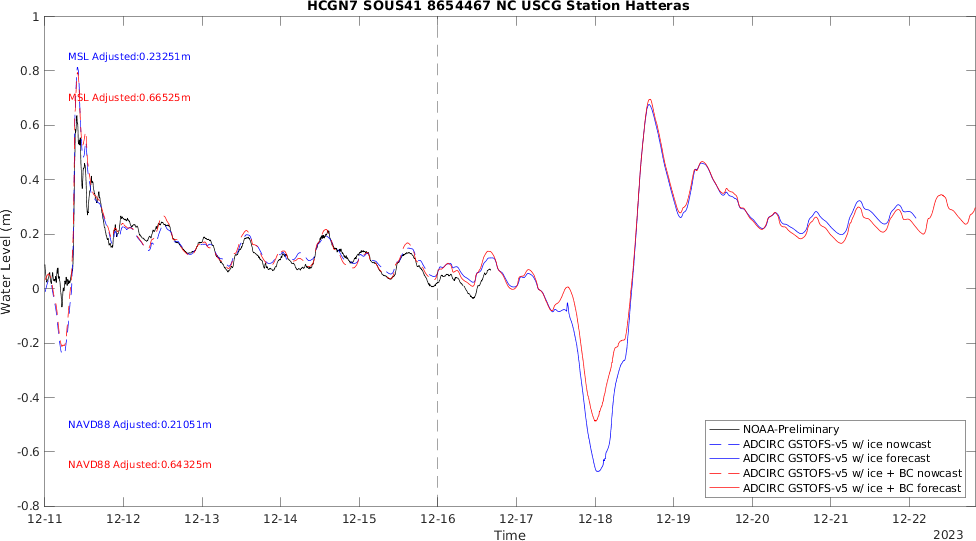 HCGN7 SOUS41 8654467 NC USCG Station Hatteras
1
0.8
0.6
0.4
0.2
0
-0.2
-0.4
-0.6
-0.8
Water Level (m)
MSL Adjusted:0.23251m
MSL Adjusted:0.66525m
NAVD88 Adjusted:0.21051m
NAVD88 Adjusted:0.64325m
NOAA-Preliminary
ADCIRC GSTOFS-v5 w/ ice nowcast
ADCIRC GSTOFS-v5 w/ ice forecast
ADCIRC GSTOFS-v5 w/ ice + BC nowcast
ADCIRC GSTOFS-v5 w/ ice + BC forecast
12-11 12-12 12-13 12-14 12-15 12-16 12-17 12-18 12-19 12-20 12-21 12-22
Time
2023